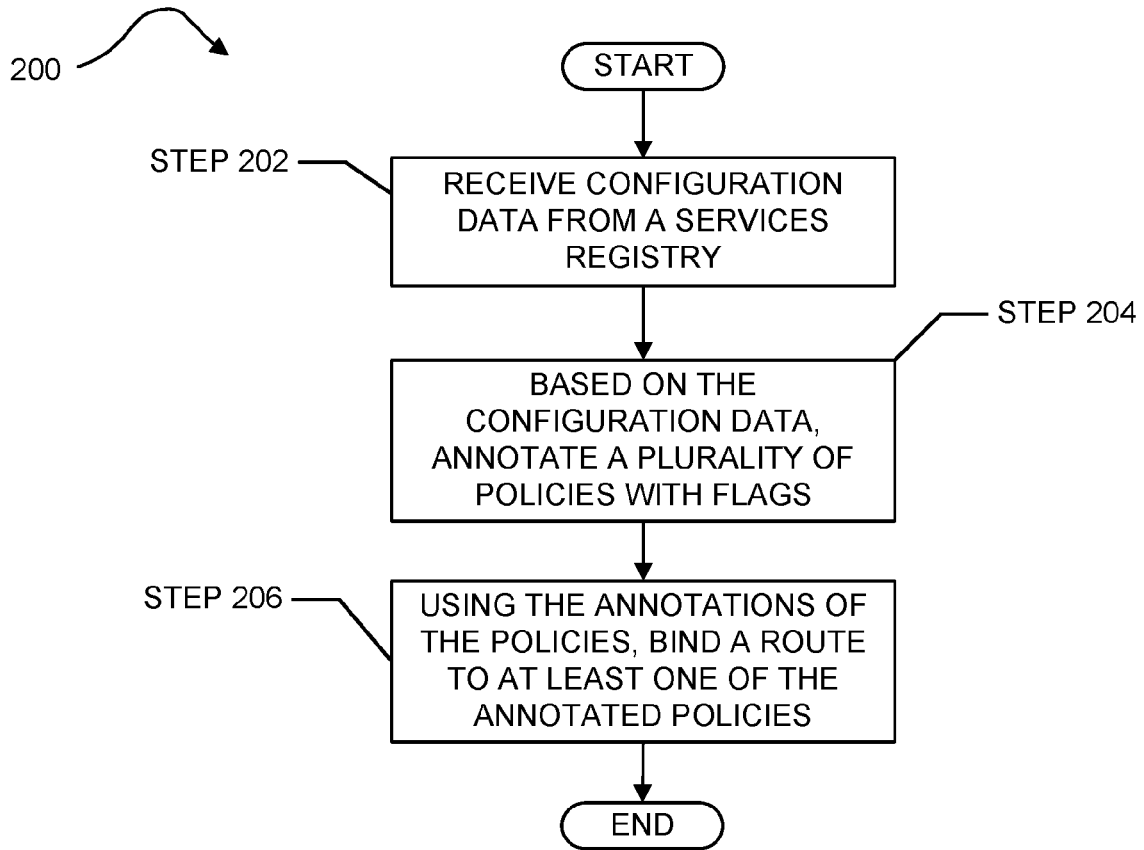 200
START
STEP 202
RECEIVE CONFIGURATION
DATA FROM A SERVICES
REGISTRY
STEP 204
BASED ON THE
CONFIGURATION DATA,
ANNOTATE A PLURALITY OF
POLICIES WITH FLAGS
STEP 206
USING THE ANNOTATIONS OF
THE POLICIES, BIND A ROUTE
TO AT LEAST ONE OF THE
ANNOTATED POLICIES
END